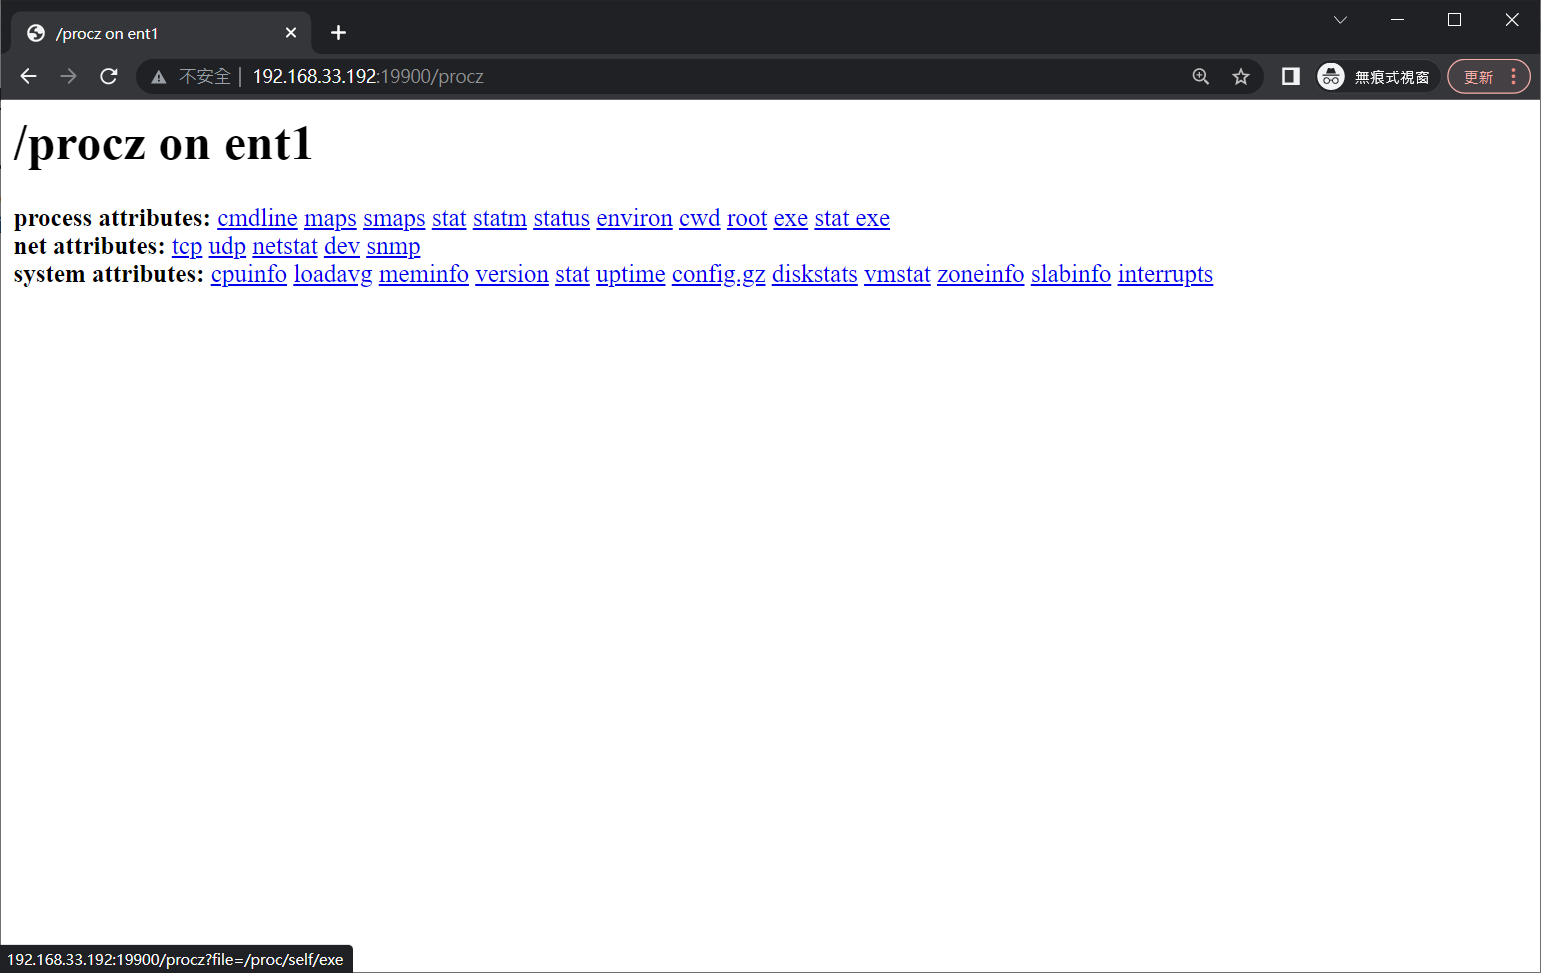 /procz on ent1
不安全 | 192.168.33.192:19900/procz
無痕式視窗
更新
/procz on ent1
process attributes: cmdline maps smaps stat statm status environ cwd root exe stat exe
net attributes: tcp udp netstat dev snmp
system attributes: cpuinfo loadavg meminfo version stat uptime config.gz diskstats vmstat zoneinfo slabinfo interrupts
192.168.33.192:19900/procz?file=/proc/self/exe